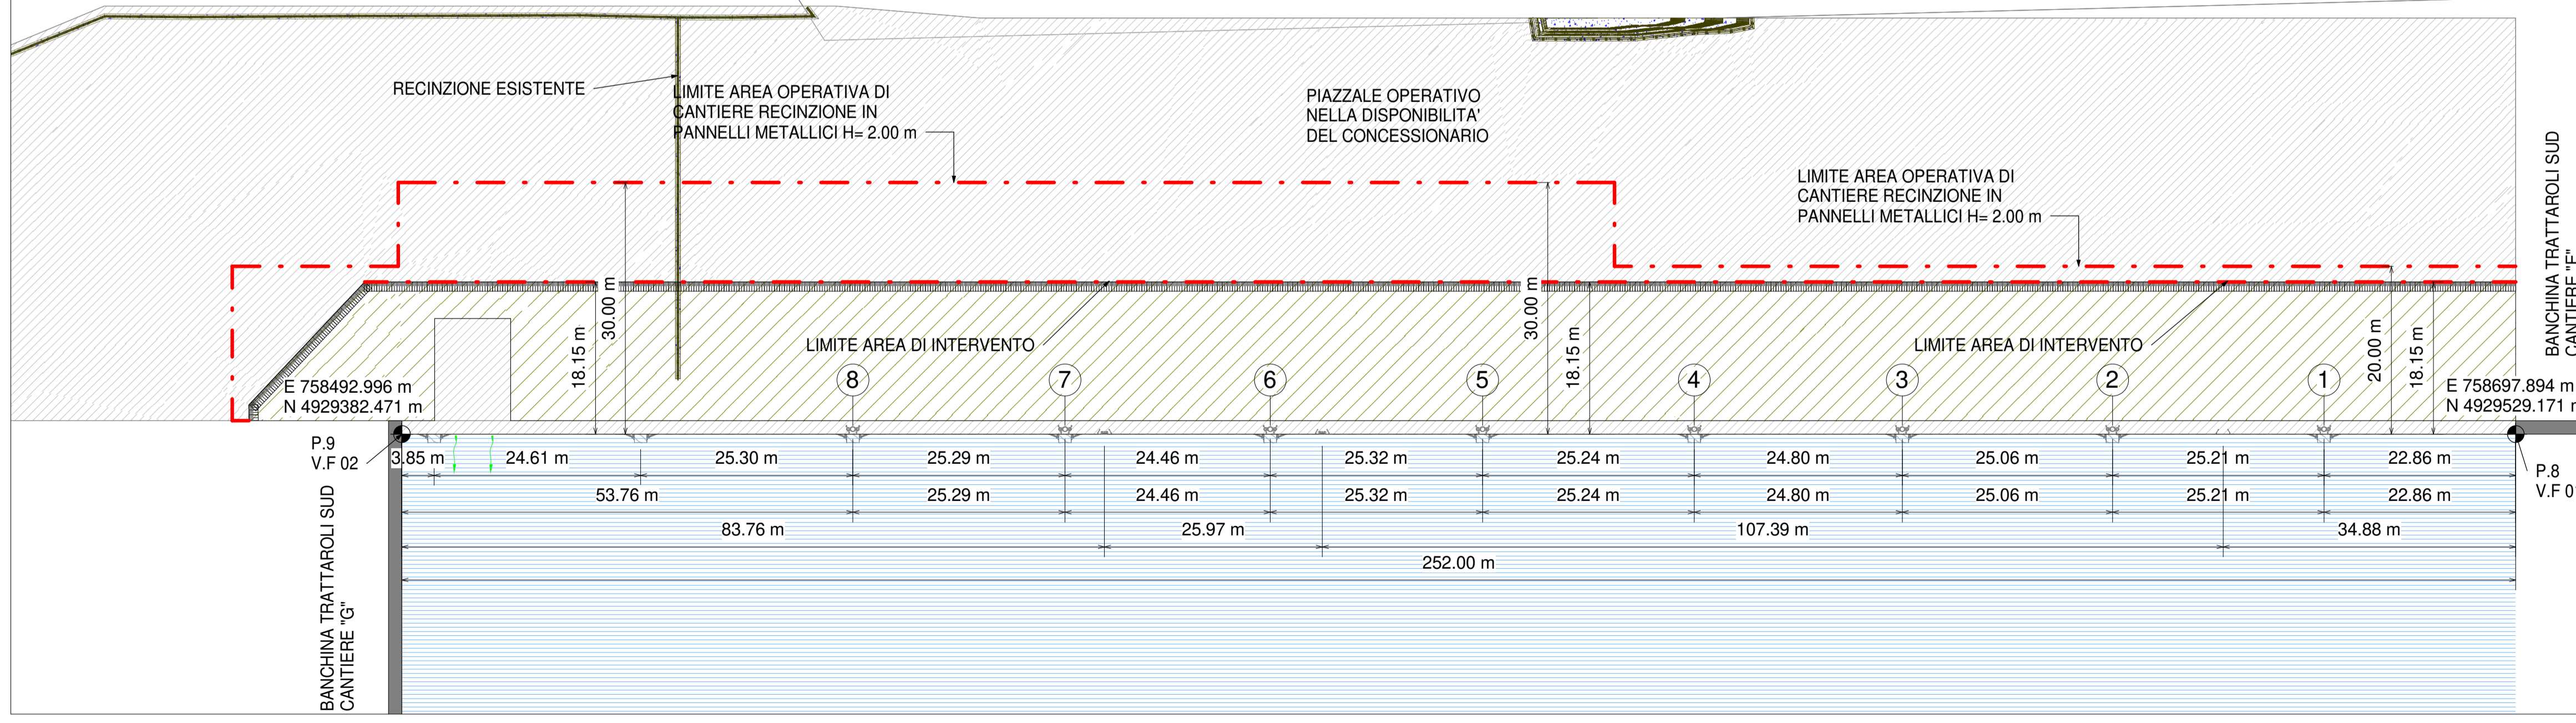 RECINZIONE ESISTENTE
LIMITE AREA OPERATIVA DI
CANTIERE RECINZIONE IN
PANNELLI METALLICI H= 2.00 m
PIAZZALE OPERATIVO
NELLA DISPONIBILITA'
DEL CONCESSIONARIO
LIMITE AREA OPERATIVA DI
CANTIERE RECINZIONE IN
PANNELLI METALLICI H= 2.00 m
BANCHINA TRATTAROLI SUD
CANTIERE
18.15 m
30.00 m
LIMITE AREA DI INTERVENTO
30.00 m
18.15 m
LIMITE AREA DI INTERVENTO
20.00 m
18.15 m
E 758492.996 m
N 4929382.471 m
8
7
6
5
4
3
2
1
E 758697.894 m
N 4929529.171
P.9
V.F 02
P.8
V.F
3.85 m
24.61 m
25.30 m
25.29 m
24.46 m
25.32 m
25.24 m
24.80 m
25.06 m
25.21 m
22.86 m
53.76 m
25.29 m
24.46 m
25.32 m
25.24 m
24.80 m
25.06 m
25.21 m
22.86 m
83.76 m
25.97 m
107.39 m
34.88 m
252.00 m
BANCHINA TRATTAROLI SUD
CANTIERE "G"